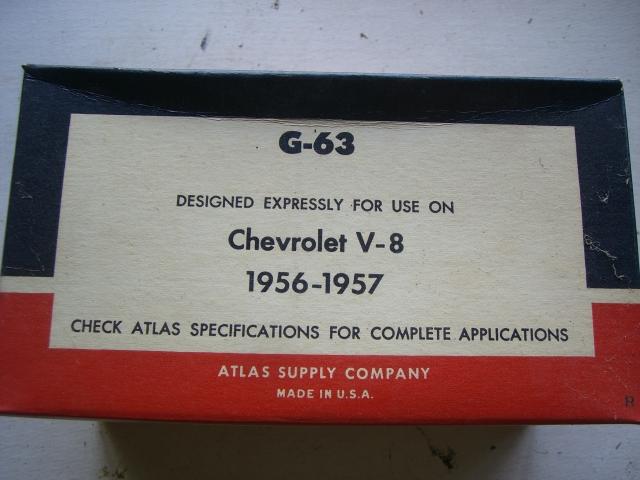 G-63
DESIGNED EXPRESSLY FOR USE ON
Chevrolet V-8
1956-1957
CHECK ATLAS SPECIFICATIONS FOR COMPLETE APPLICATIONS
ATLAS SUPPLY COMPANY
MADE IN U.S.A.
R